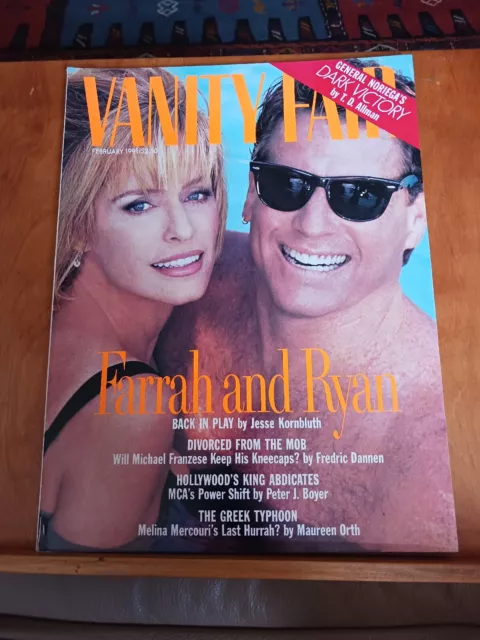 GENERAL NORIEGA'S
DARK VICTORY
by T. D. Allman
VANITY FAIR
FEBRUARY 1991/
Farrah and Ryan
BACK IN PLAY by Jesse Kornbluth
DIVORCED FROM THE MOB
Will Michael Franzese Keep His Kneecaps? by Fredric Dannen
HOLLYWOOD'S KING ABDICATES
MCA's Power Shift by Peter J. Boyer
THE GREEK TYPHOON
Melina Mercouri's Last Hurrah? by Maureen Orth